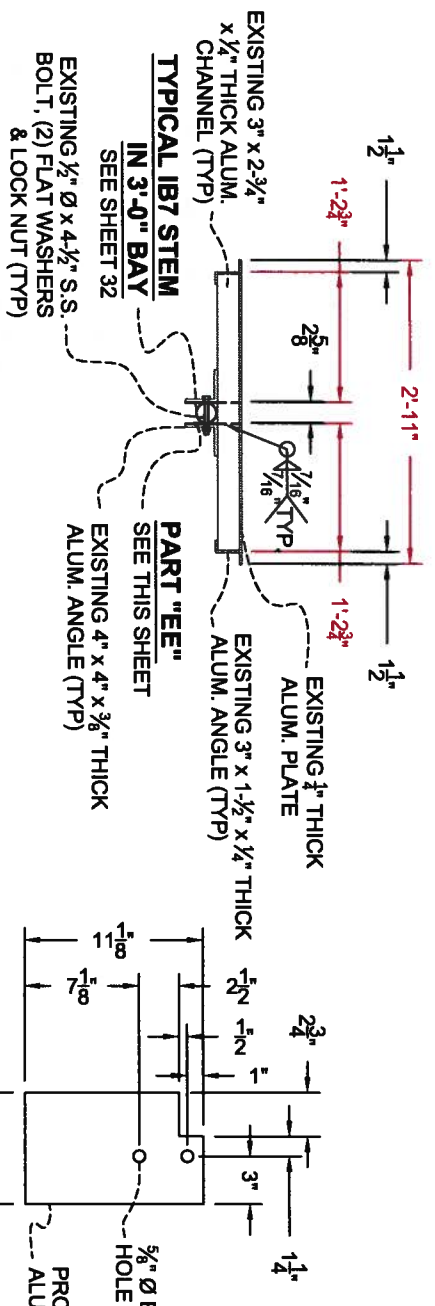 1½"
2'-11"
1½"
1'-2¾"
2⅝"
1'-2¾"
7/16" TYP
7/16"
EXISTING 3" x 2-¾"
x ¼" THICK ALUM.
CHANNEL (TYP)
EXISTING ¼" THICK
ALUM. PLATE
EXISTING 3" x 1-½" x ¼" THICK
ALUM. ANGLE (TYP)
TYPICAL IB7 STEM
IN 3'-0" BAY
SEE SHEET 32
PART "EE"
SEE THIS SHEET
EXISTING ½" Ø x 4-½" S.S.
BOLT, (2) FLAT WASHERS
& LOCK NUT (TYP)
EXISTING 4" x 4" x ⅜" THICK
ALUM. ANGLE (TYP)
11⅛"
7⅛"
2½"
½"
1"
2¾"
3"
1¼"
⅝" Ø
HOLE
PRO
ALU